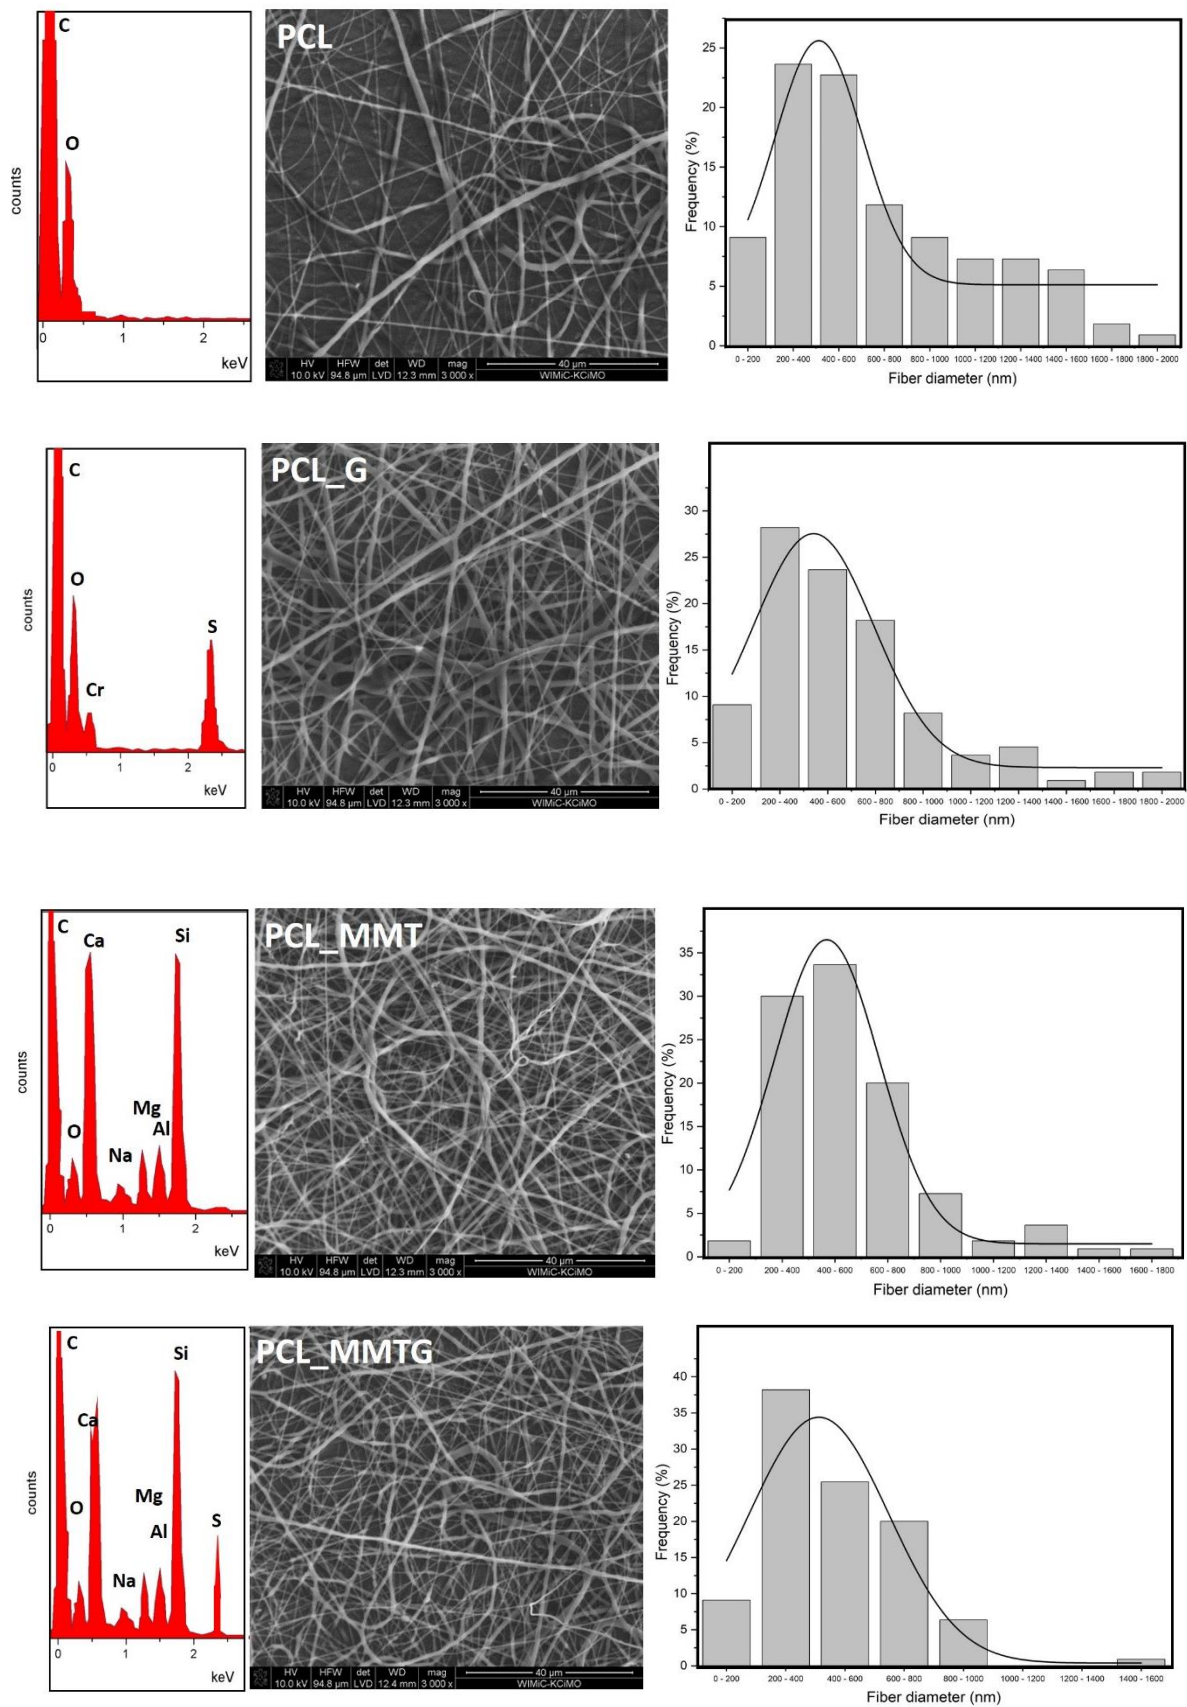 C
O
counts
0 2
keV
PCL
HV HFW det WD mag 40 µm
10.0 kV 94.8 µm LVD 12.3 mm 3 000 x WIMiC-KCiMO
25
20
15
10
5
0
Frequency (%)
0 - 200 200 - 400 400 - 600 600 - 800 800 - 1000 1000 - 1200 1200 - 1400 1400 - 1600 1600 - 1800 1800 - 2000
Fiber diameter (nm)
C
O
Cr
S
counts
0 1 2
keV
PCL_G
HV HFW det WD mag 40 µm
10.0 kV 94.8 µm LVD 12.3 mm 3 000 x WIMiC-KCiMO
30
25
20
15
10
5
0
Frequency (%)
0 - 200 200 - 400 400 - 600 600 - 800 800 - 1000 1000 - 1200 1200 - 1400 1400 - 1600 1600 - 1800 1800 - 2000
Fiber diameter (nm)
C
Ca
Si
Mg
O
Al
Na
counts
0 1 2
keV
PCL_MMT
HV HFW det WD mag 40 µm
10.0 kV 94.8 µm LVD 12.3 mm 3 000 x WIMiC-KCiMO
35
30
25
20
15
10
5
0
Frequency (%)
0 - 200 200 - 400 400 - 600 600 - 800 800 - 1000 1000 - 1200 1200 - 1400 1400 - 1600 1600 - 1800
Fiber diameter (nm)
C
Si
Ca
Mg
O
Al
S
Na
counts
0 1 2
keV
PCL_MMTG
HV HFW det WD mag 40 µm
10.0 kV 94.8 µm LVD 12.4 mm 3 000 x WIMiC-KCiMO
40
35
30
25
20
15
10
5
0
Frequency (%)
0 - 200 200 - 400 400 - 600 600 - 800 800 - 1000 1000 - 1200 1200 - 1400 1400 - 1600
Fiber diameter (nm)